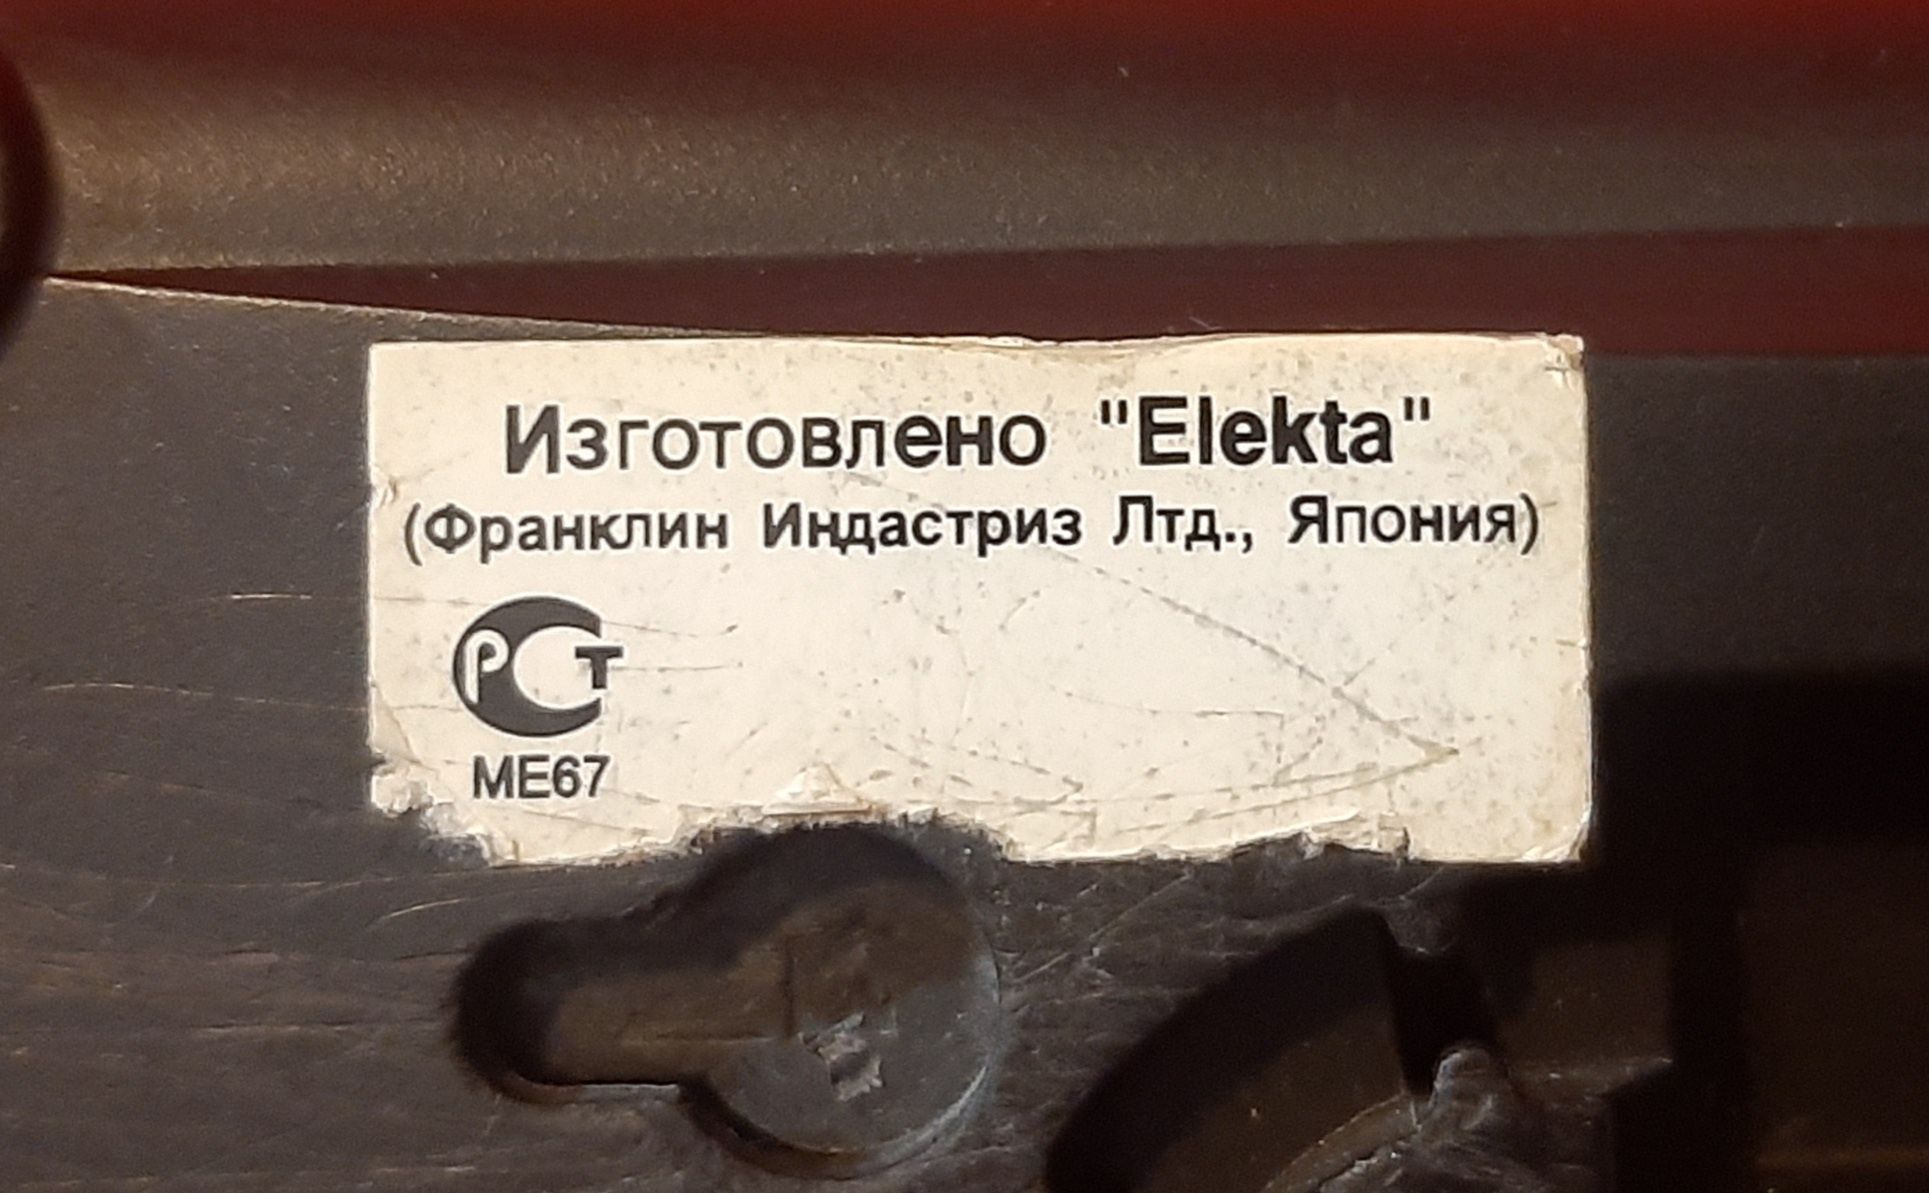 Изготовлено "Elekta"
(Франклин Индастриз Лтд., Япония)
РСТ
МЕ67